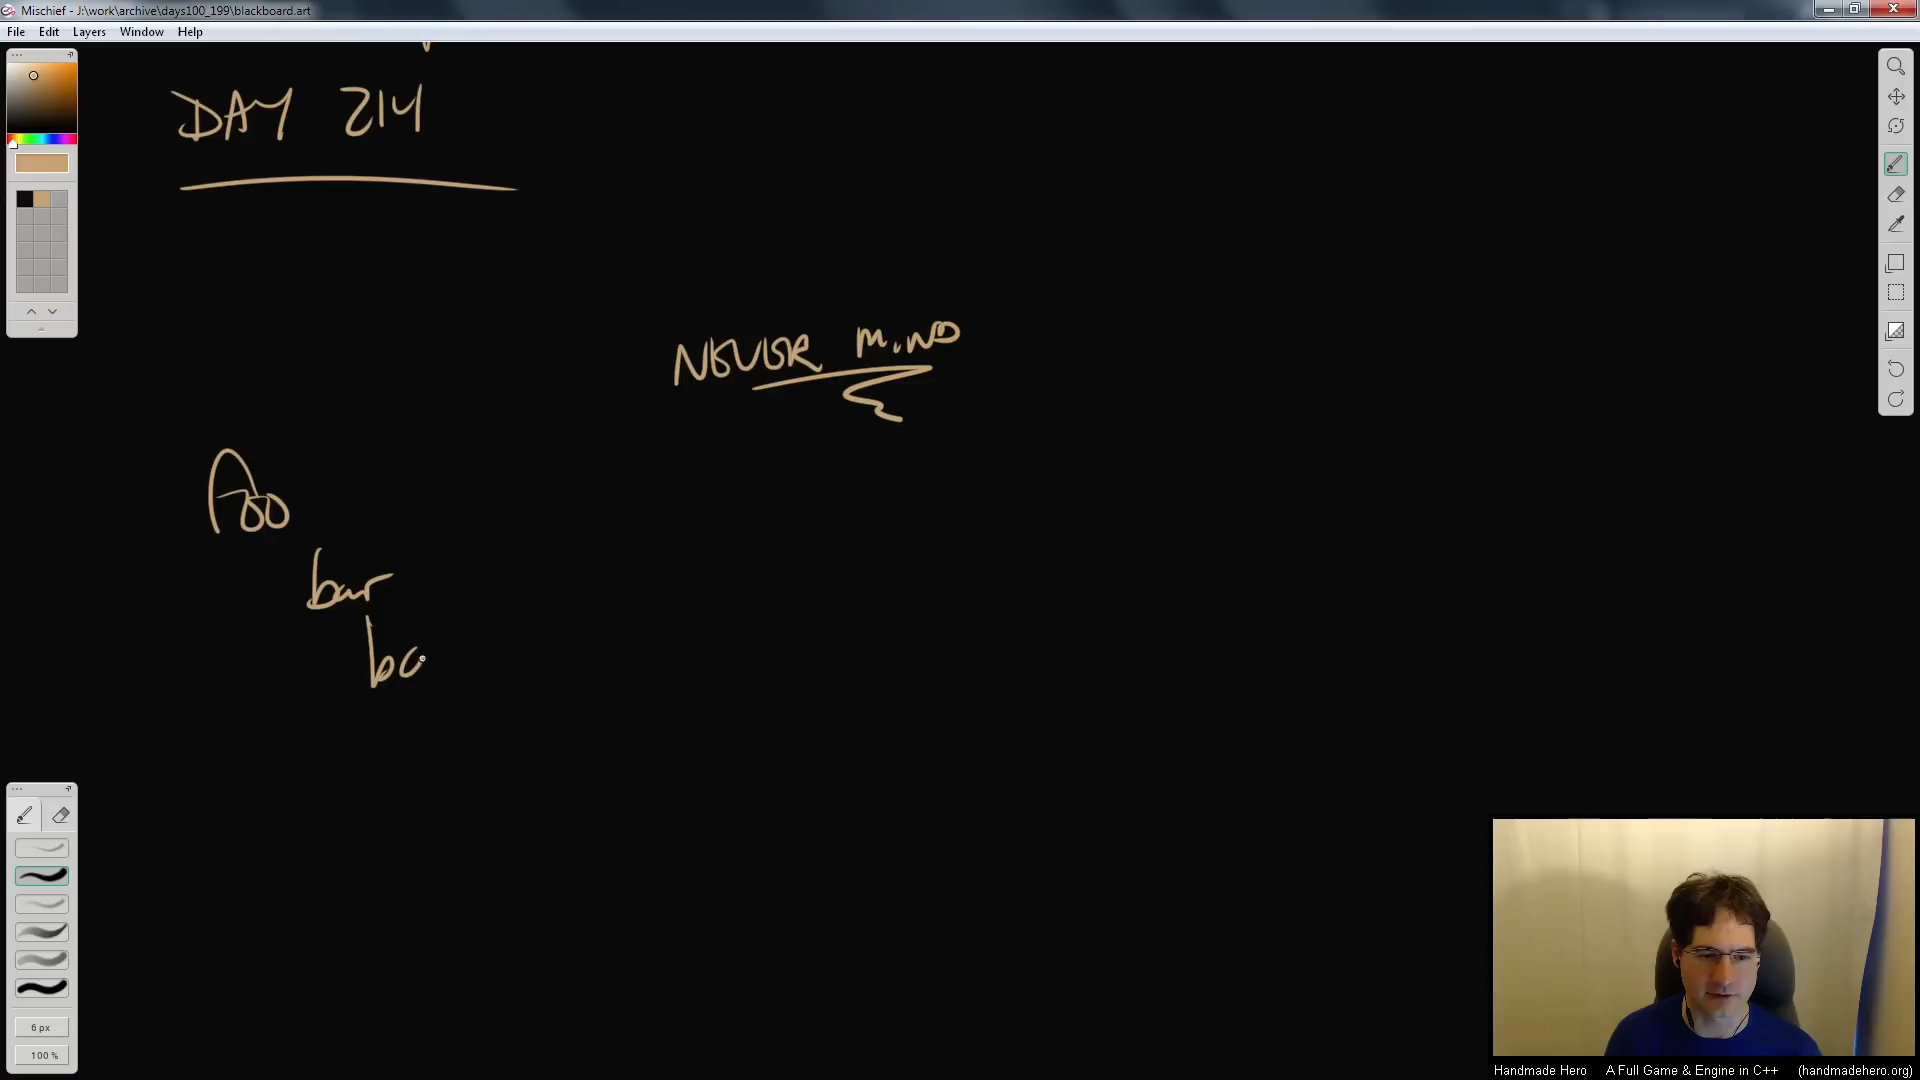 Mischief - J:\work\archive\days100_199\blackboard.art
File Edit Layers Window Help
DAY 214
NEVER MIND
foo
bar
6 px
100 %
Handmade Hero A Full Game & Engine in C++ (handmadehero.org)